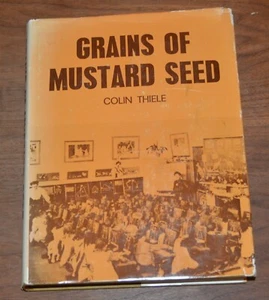 GRAINS OF
MUSTARD SEED
COLIN THIELE